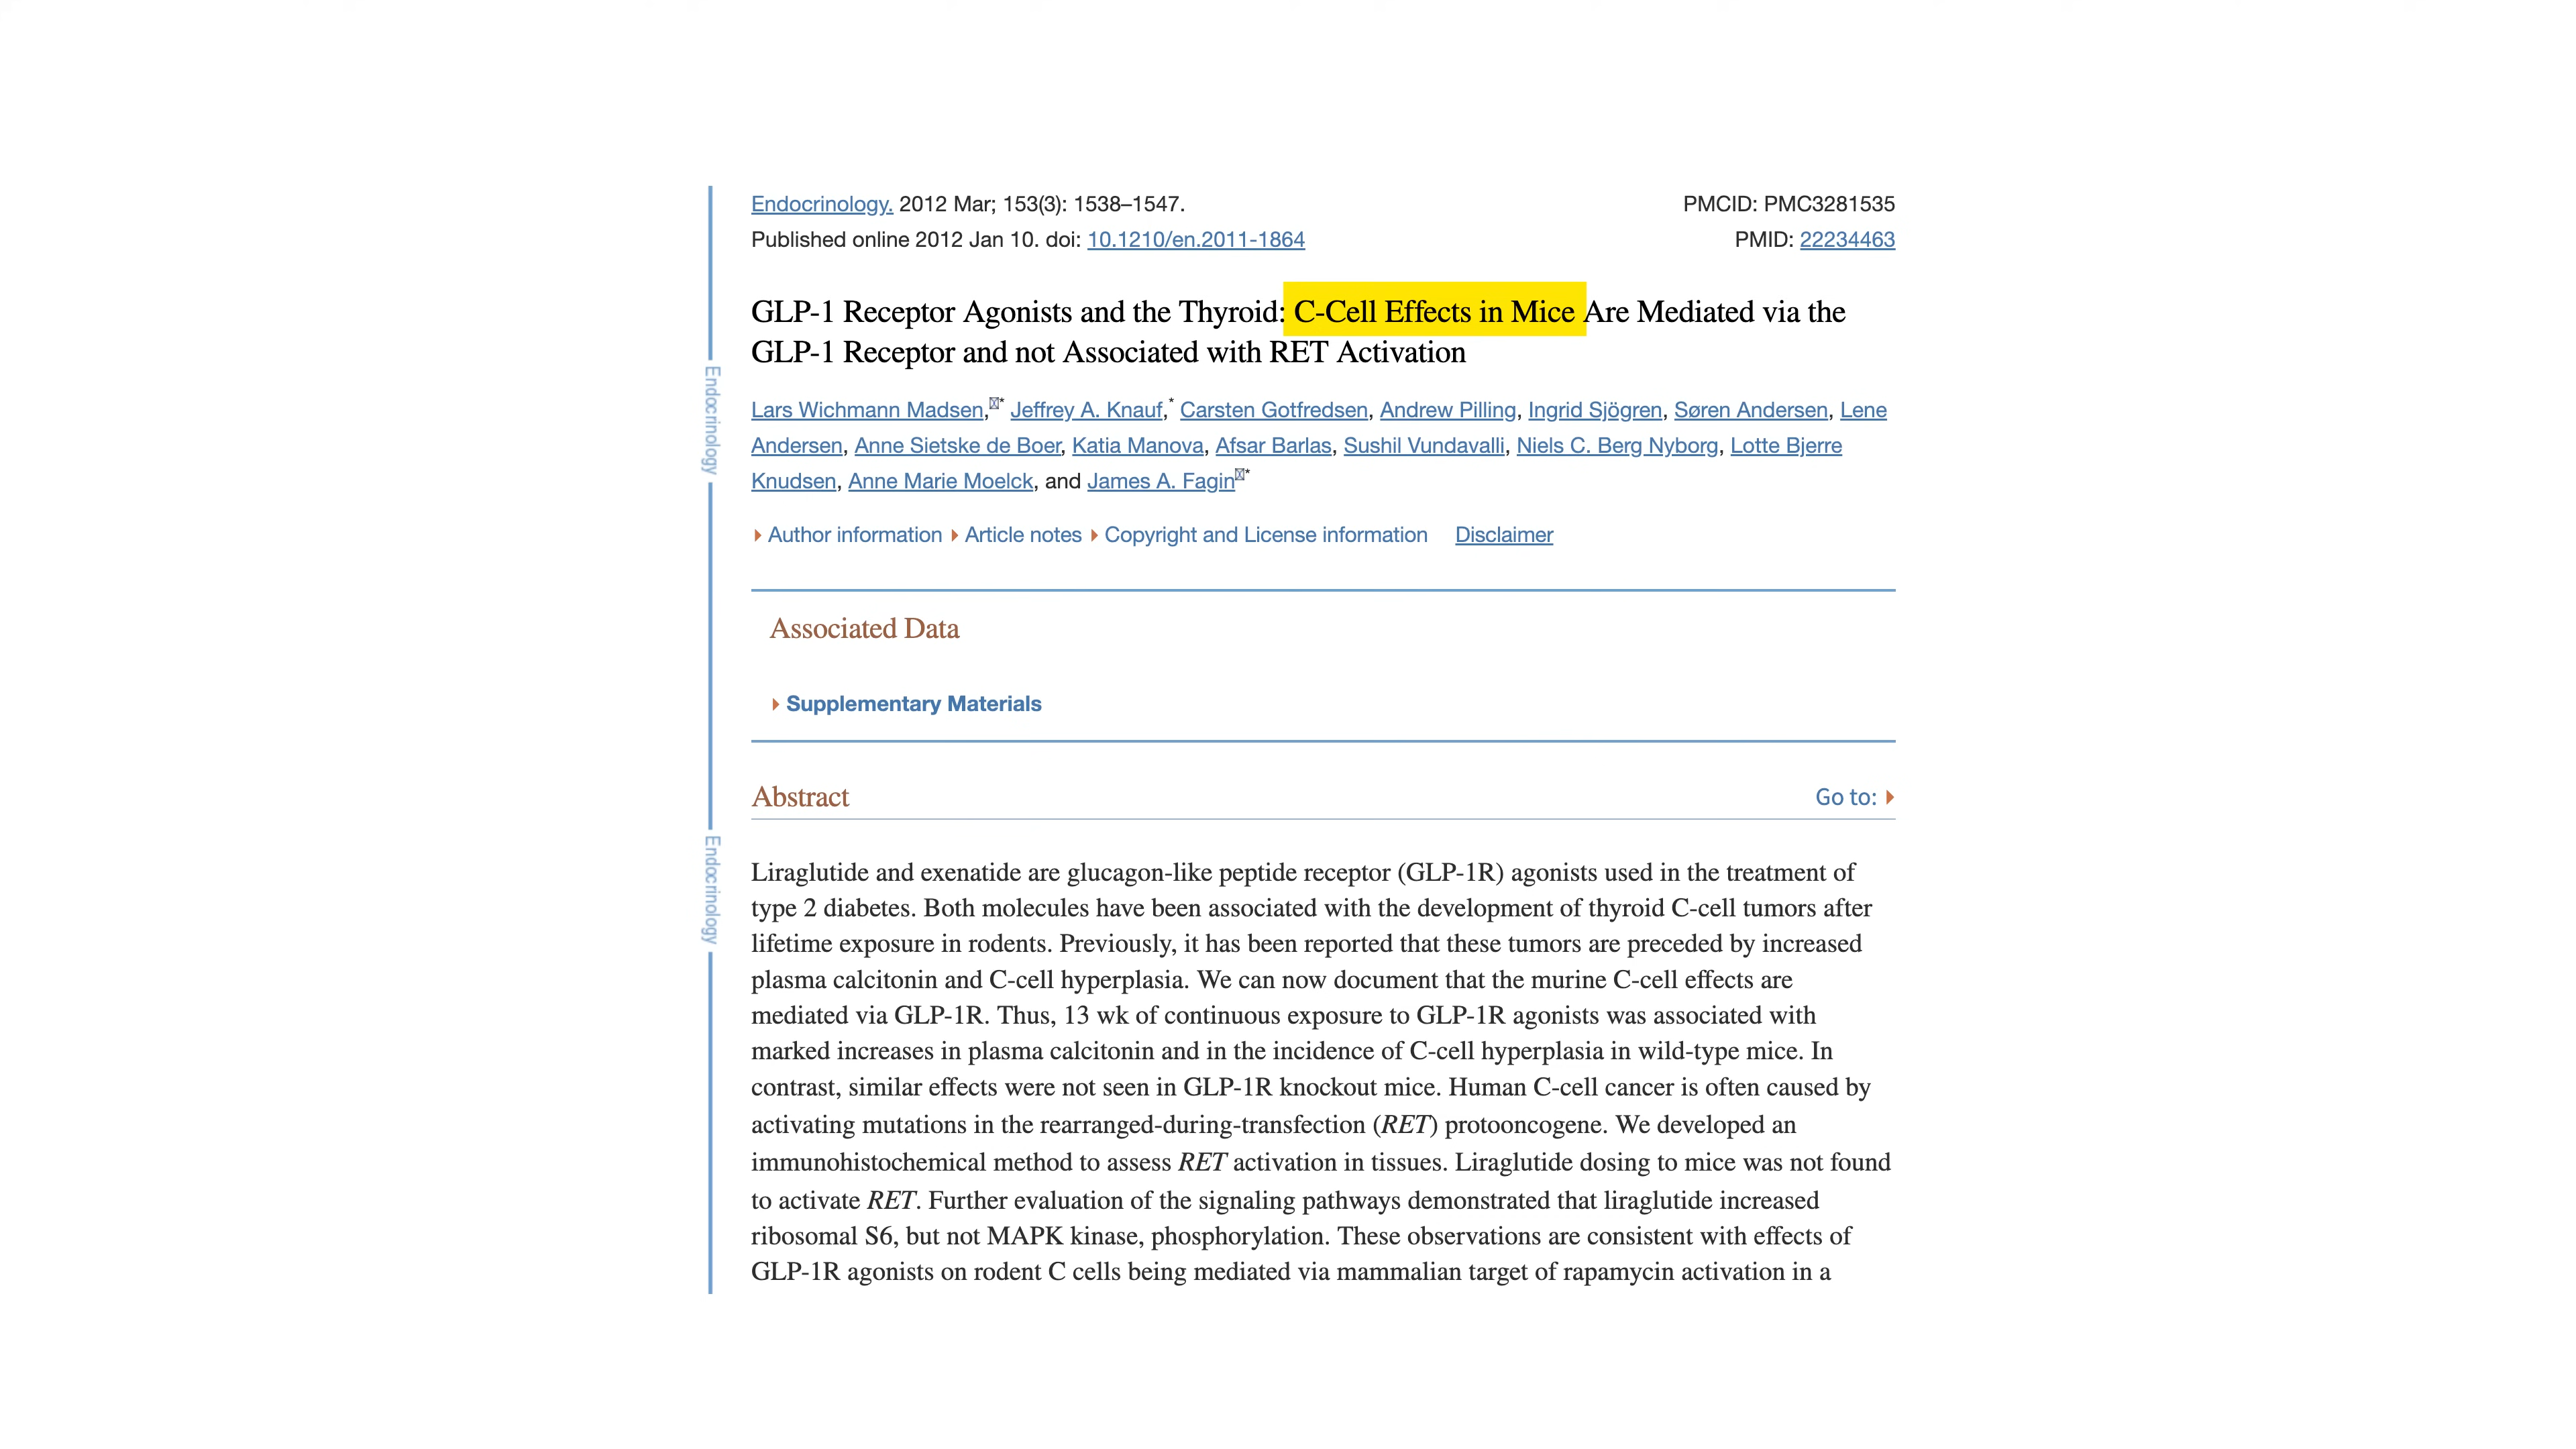 Endocrinology. 2012 Mar; 153(3): 1538–1547.
PMCID: PMC3281535
Published online 2012 Jan 10. doi: 10.1210/en.2011-1864
PMID: 22234463
GLP-1 Receptor Agonists and the Thyroid: C-Cell Effects in Mice Are Mediated via the
GLP-1 Receptor and not Associated with RET Activation
Lars Wichmann Madsen,* Jeffrey A. Knauf,* Carsten Gotfredsen, Andrew Pilling, Ingrid Sjögren, Søren Andersen, Lene
Andersen, Anne Sietske de Boer, Katia Manova, Afsar Barlas, Sushil Vundavalli, Niels C. Berg Nyborg, Lotte Bjerre
Knudsen, Anne Marie Moelck, and James A. Fagin*
Author information Article notes Copyright and License information Disclaimer
Associated Data
Supplementary Materials
Abstract
Go to:
Liraglutide and exenatide are glucagon-like peptide receptor (GLP-1R) agonists used in the treatment of
type 2 diabetes. Both molecules have been associated with the development of thyroid C-cell tumors after
lifetime exposure in rodents. Previously, it has been reported that these tumors are preceded by increased
plasma calcitonin and C-cell hyperplasia. We can now document that the murine C-cell effects are
mediated via GLP-1R. Thus, 13 wk of continuous exposure to GLP-1R agonists was associated with
marked increases in plasma calcitonin and in the incidence of C-cell hyperplasia in wild-type mice. In
contrast, similar effects were not seen in GLP-1R knockout mice. Human C-cell cancer is often caused by
activating mutations in the rearranged-during-transfection (RET) protooncogene. We developed an
immunohistochemical method to assess RET activation in tissues. Liraglutide dosing to mice was not found
to activate RET. Further evaluation of the signaling pathways demonstrated that liraglutide increased
ribosomal S6, but not MAPK kinase, phosphorylation. These observations are consistent with effects of
GLP-1R agonists on rodent C cells being mediated via mammalian target of rapamycin activation in a
Endocrinology
Endocrinology